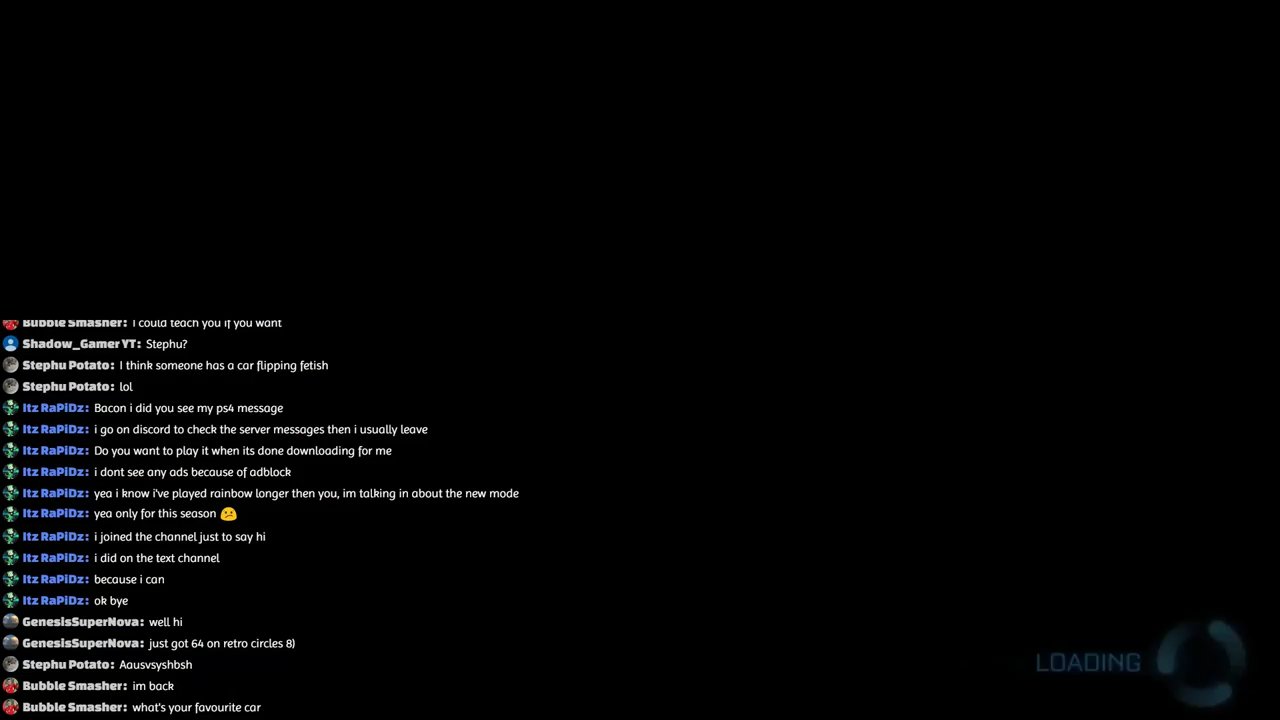 Bubble Smasher: I could teach you if you want
Shadow_Gamer YT: Stephu?
Stephu Potato: I think someone has a car flipping fetish
Stephu Potato: lol
Itz RaPiDz: Bacon i did you see my ps4 message
Itz RaPiDz: i go on discord to check the server messages then i usually leave
Itz RaPiDz: Do you want to play it when its done downloading for me
Itz RaPiDz: i dont see any ads because of adblock
Itz RaPiDz: yea i know i've played rainbow longer then you, im talking in about the new mode
Itz RaPiDz: yea only for this season 😕
Itz RaPiDz: i joined the channel just to say hi
Itz RaPiDz: i did on the text channel
Itz RaPiDz: because i can
Itz RaPiDz: ok bye
GenesisSuperNova: well hi
GenesisSuperNova: just got 64 on retro circles 8)
Stephu Potato: Aausvsyshbsh
Bubble Smasher: im back
Bubble Smasher: what's your favourite car
LOADING